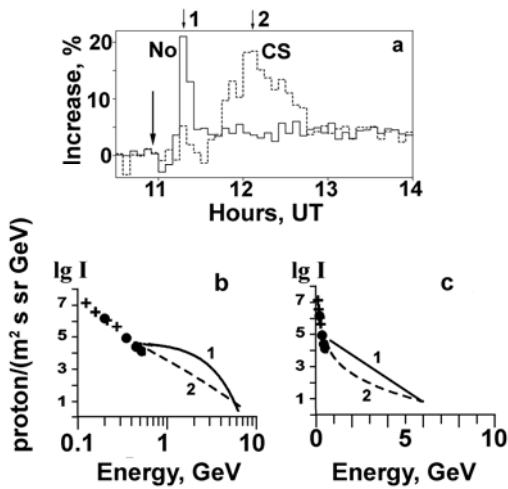 1 2
20
No CS a
10
0
Increase, %
11 12 13 14
Hours, UT
proton/(m² s sr GeV)
lg I b
7
5
3
1
1
2
0.1 1 10
Energy, GeV
lg I c
7
5
3
1
1
2
0 5 10
Energy, GeV